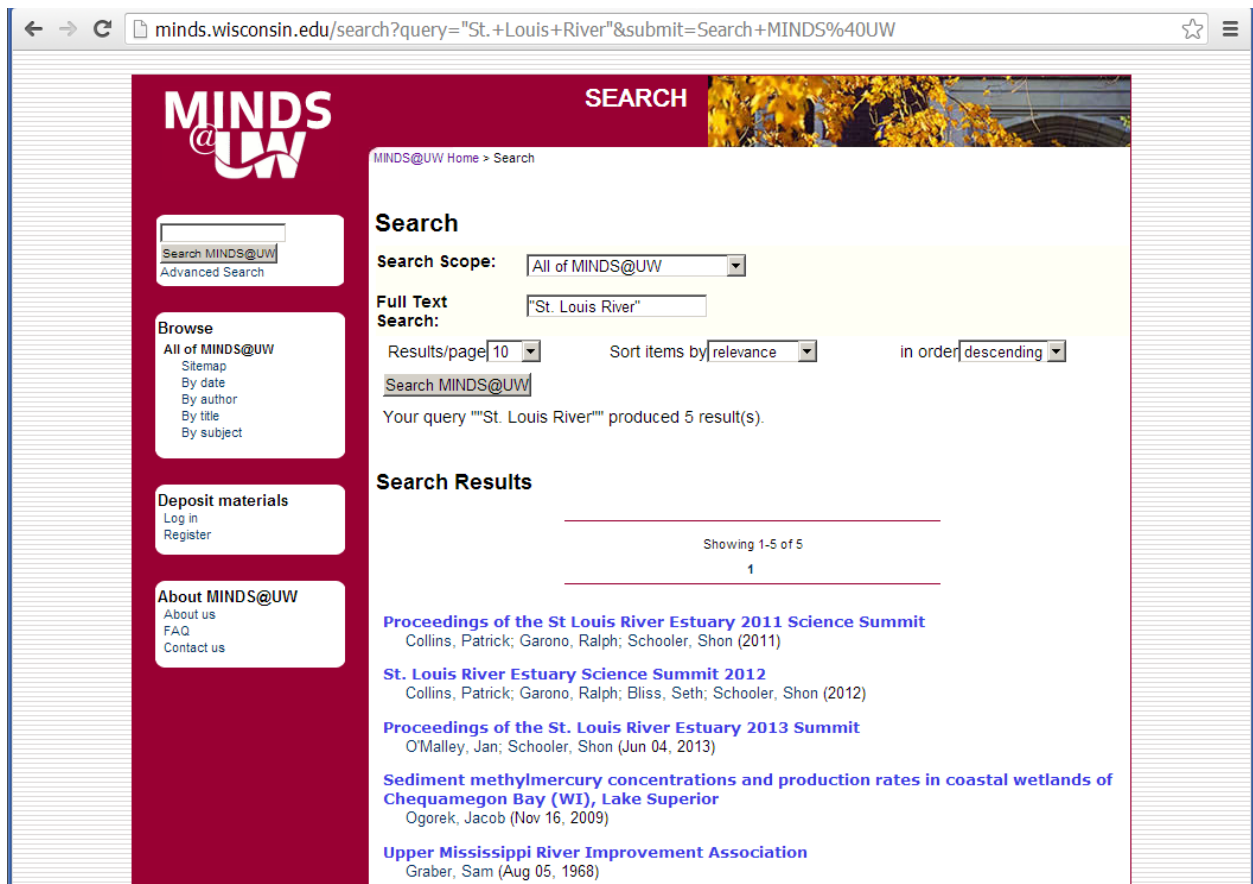 minds.wisconsin.edu/search?query="St.+Louis+River"&submit=Search+MINDS%40UW
MINDS
@
UW
SEARCH
MINDS@UW Home > Search
Search MINDS@UW
Advanced Search
Browse
All of MINDS@UW
Sitemap
By date
By author
By title
By subject
Deposit materials
Log in
Register
About MINDS@UW
About us
FAQ
Contact us
Search
Search Scope: All of MINDS@UW
Full Text
Search: "St. Louis River"
Results/page 10 Sort items by relevance in order descending
Search MINDS@UW
Your query ""St. Louis River"" produced 5 result(s).
Search Results
Showing 1-5 of 5
1
Proceedings of the St Louis River Estuary 2011 Science Summit
Collins, Patrick; Garono, Ralph; Schooler, Shon (2011)
St. Louis River Estuary Science Summit 2012
Collins, Patrick; Garono, Ralph; Bliss, Seth; Schooler, Shon (2012)
Proceedings of the St. Louis River Estuary 2013 Summit
O'Malley, Jan; Schooler, Shon (Jun 04, 2013)
Sediment methylmercury concentrations and production rates in coastal wetlands of
Chequamegon Bay (WI), Lake Superior
Ogorek, Jacob (Nov 16, 2009)
Upper Mississippi River Improvement Association
Graber, Sam (Aug 05, 1968)